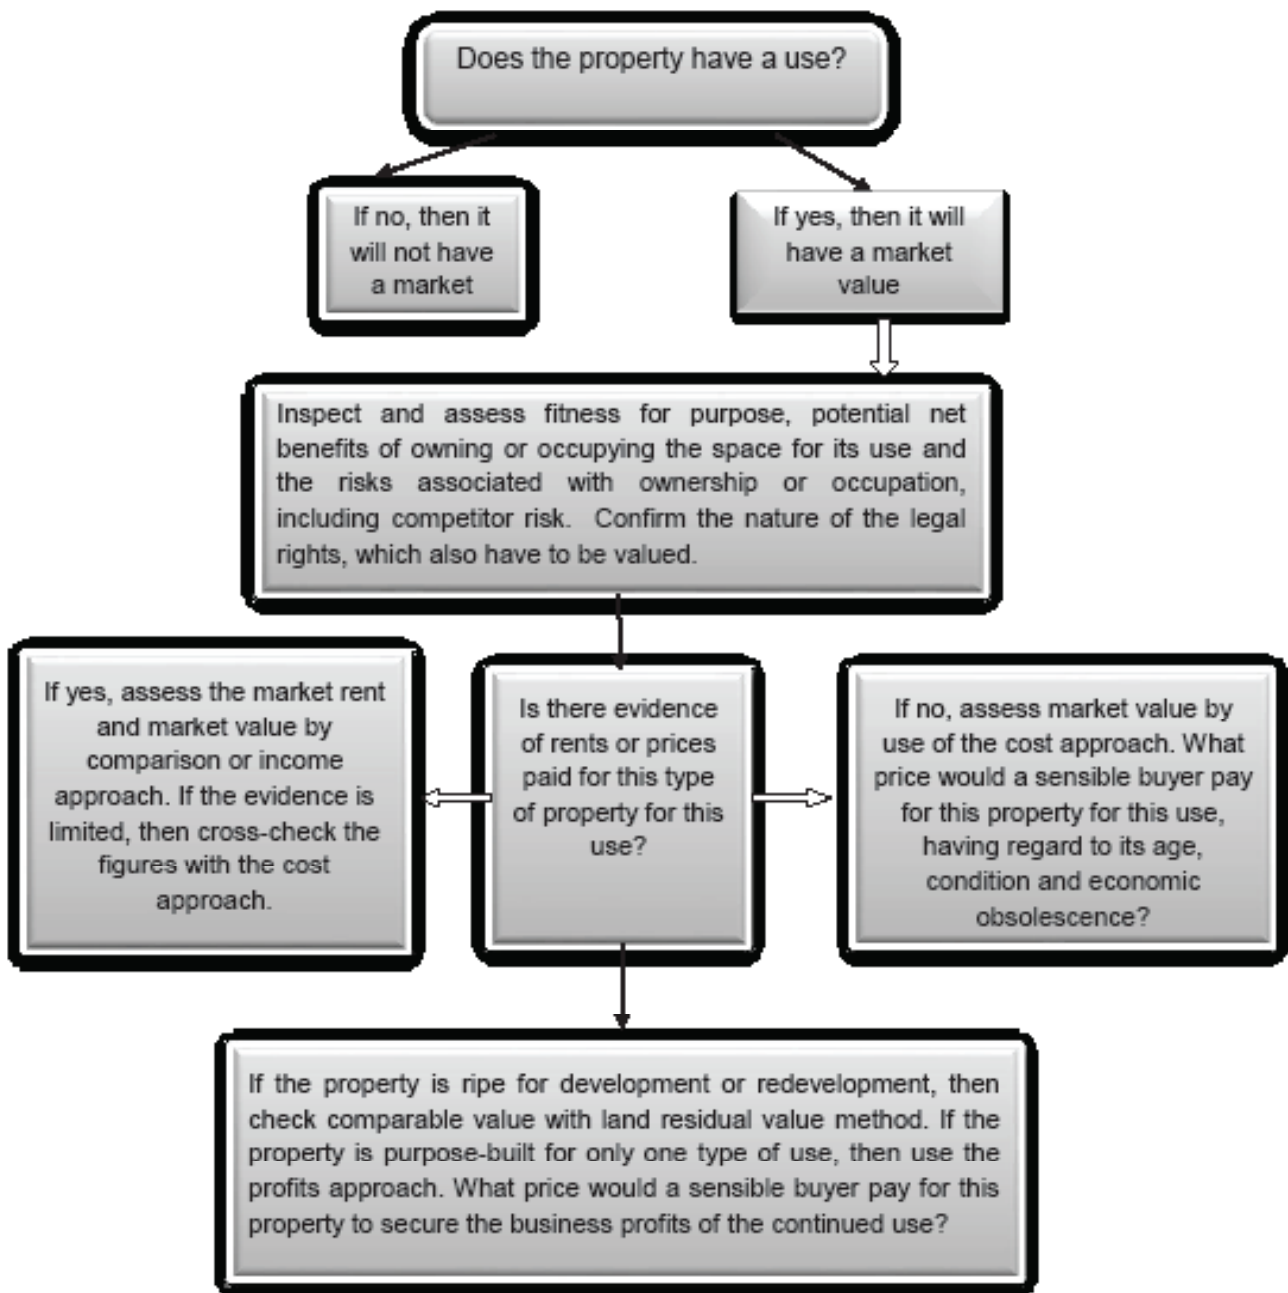 Does the property have a use?
If no, then it
will not have
a market
If yes, then it will
have a market
value
Inspect and assess fitness for purpose, potential net
benefits of owning or occupying the space for its use and
the risks associated with ownership or occupation,
including competitor risk. Confirm the nature of the legal
rights, which also have to be valued.
If yes, assess the market rent
and market value by
comparison or income
approach. If the evidence is
limited, then cross-check the
figures with the cost
approach.
Is there evidence
of rents or prices
paid for this type
of property for this
use?
If no, assess market value by
use of the cost approach. What
price would a sensible buyer pay
for this property for this use,
having regard to its age,
condition and economic
obsolescence?
If the property is ripe for development or redevelopment, then
check comparable value with land residual value method. If the
property is purpose-built for only one type of use, then use the
profits approach. What price would a sensible buyer pay for this
property to secure the business profits of the continued use?